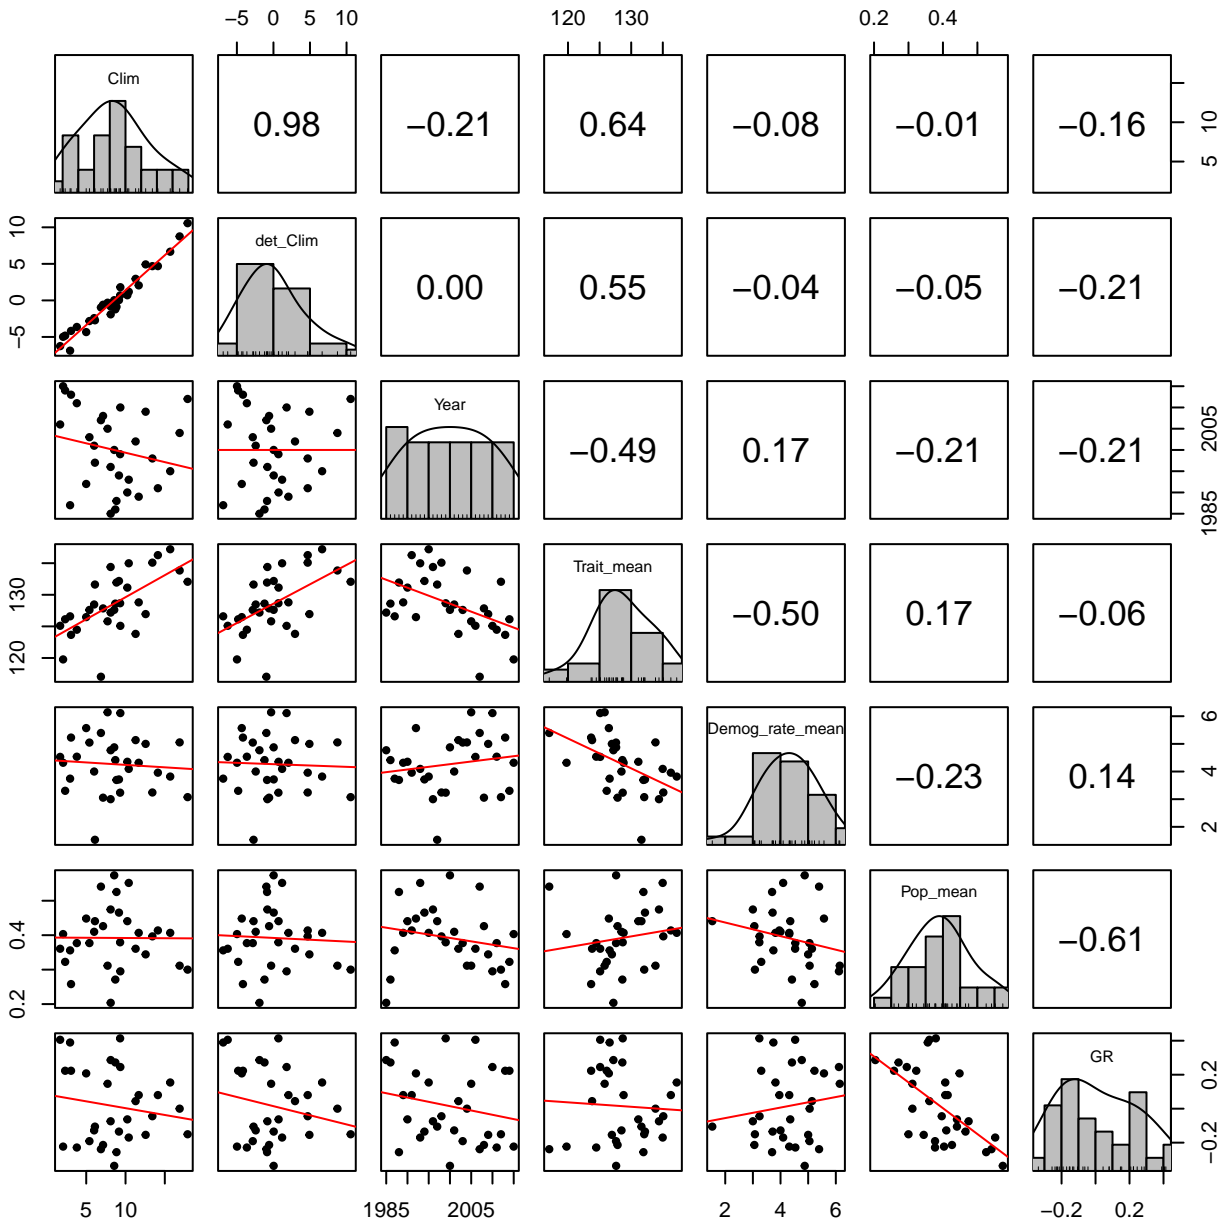 −5 0 5 10 120 130 0.2 0.4
Clim
0.98 −0.21 0.64 −0.08 −0.01 −0.16
5 10
det_Clim
0.00 0.55 −0.04 −0.05 −0.21
−5 0 5 10
Year
−0.49 0.17 −0.21 −0.21
1985 2005
Trait_mean
−0.50 0.17 −0.06
120 130
Demog_rate_mean
−0.23 0.14
2 4 6
Pop_mean
−0.61
0.2 0.4
GR
−0.2 0.2
5 10 1985 2005 2 4 6 −0.2 0.2